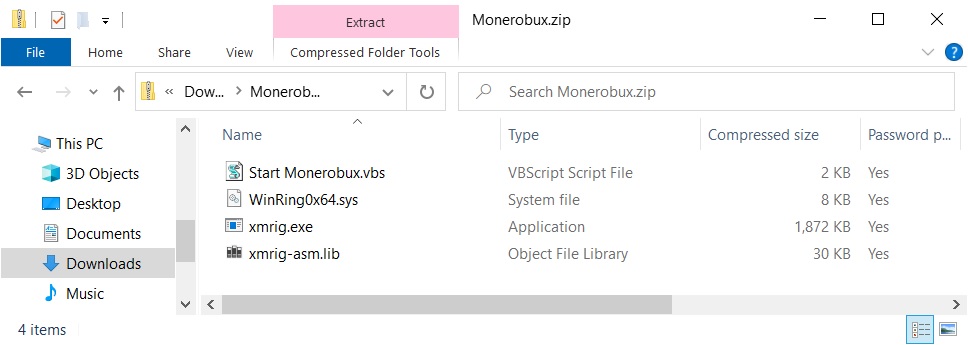 Extract
Monerobux.zip
File
Home
Share
View
Compressed Folder Tools
« Dow... > Monerob...
Search Monerobux.zip
This PC
3D Objects
Desktop
Documents
Downloads
Music
Name Type Compressed size Password p...
Start Monerobux.vbs VBScript Script File 2 KB Yes
WinRing0x64.sys System file 8 KB Yes
xmrig.exe Application 1,872 KB Yes
xmrig-asm.lib Object File Library 30 KB Yes
4 items